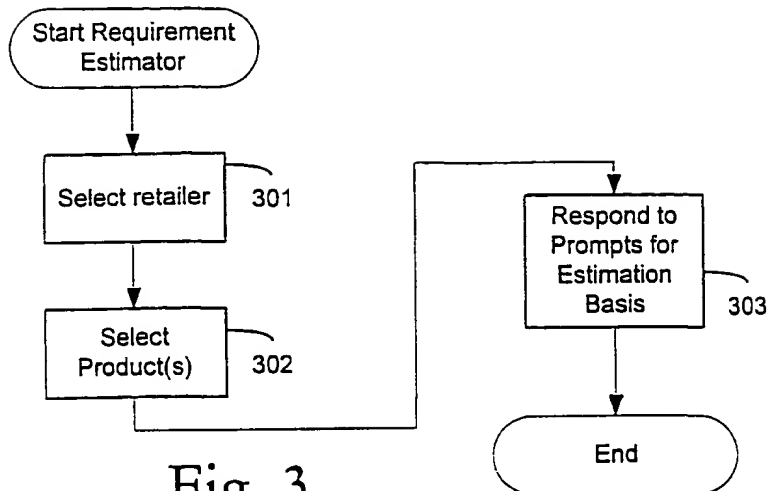 Start Requirement
Estimator
Select retailer
301
Select
Product(s)
302
Respond to
Prompts for
Estimation
Basis
303
End
Fig. 3